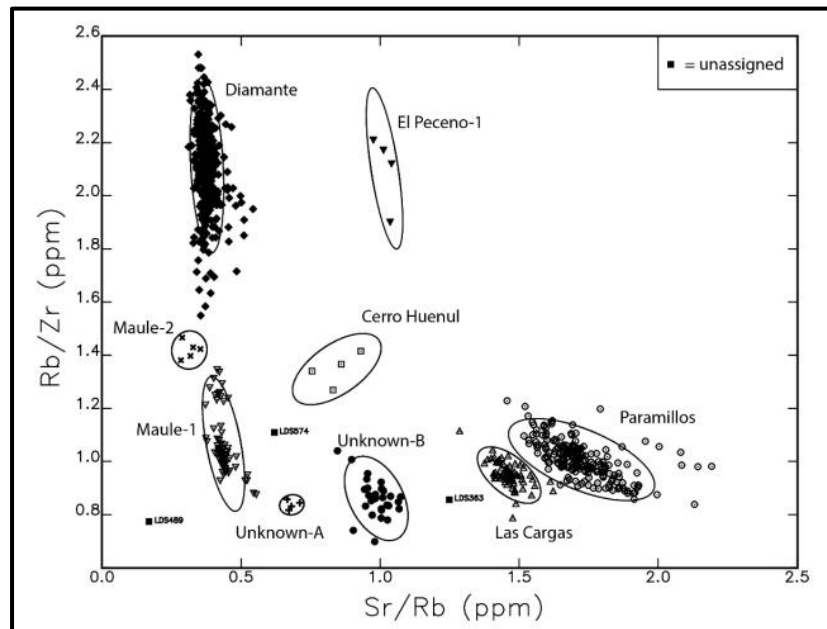 2.6
2.4
2.2
2.0
1.8
1.6
1.4
1.2
1.0
0.8
Rb/Zr (ppm)
■ = unassigned
Diamante
El Peceno-1
Maule-2
Cerro Huenul
Maule-1
LDS574
Unknown-B
Paramillos
LDS489
LDS363
Unknown-A
Las Cargas
0.0 0.5 1.0 1.5 2.0 2.5
Sr/Rb (ppm)